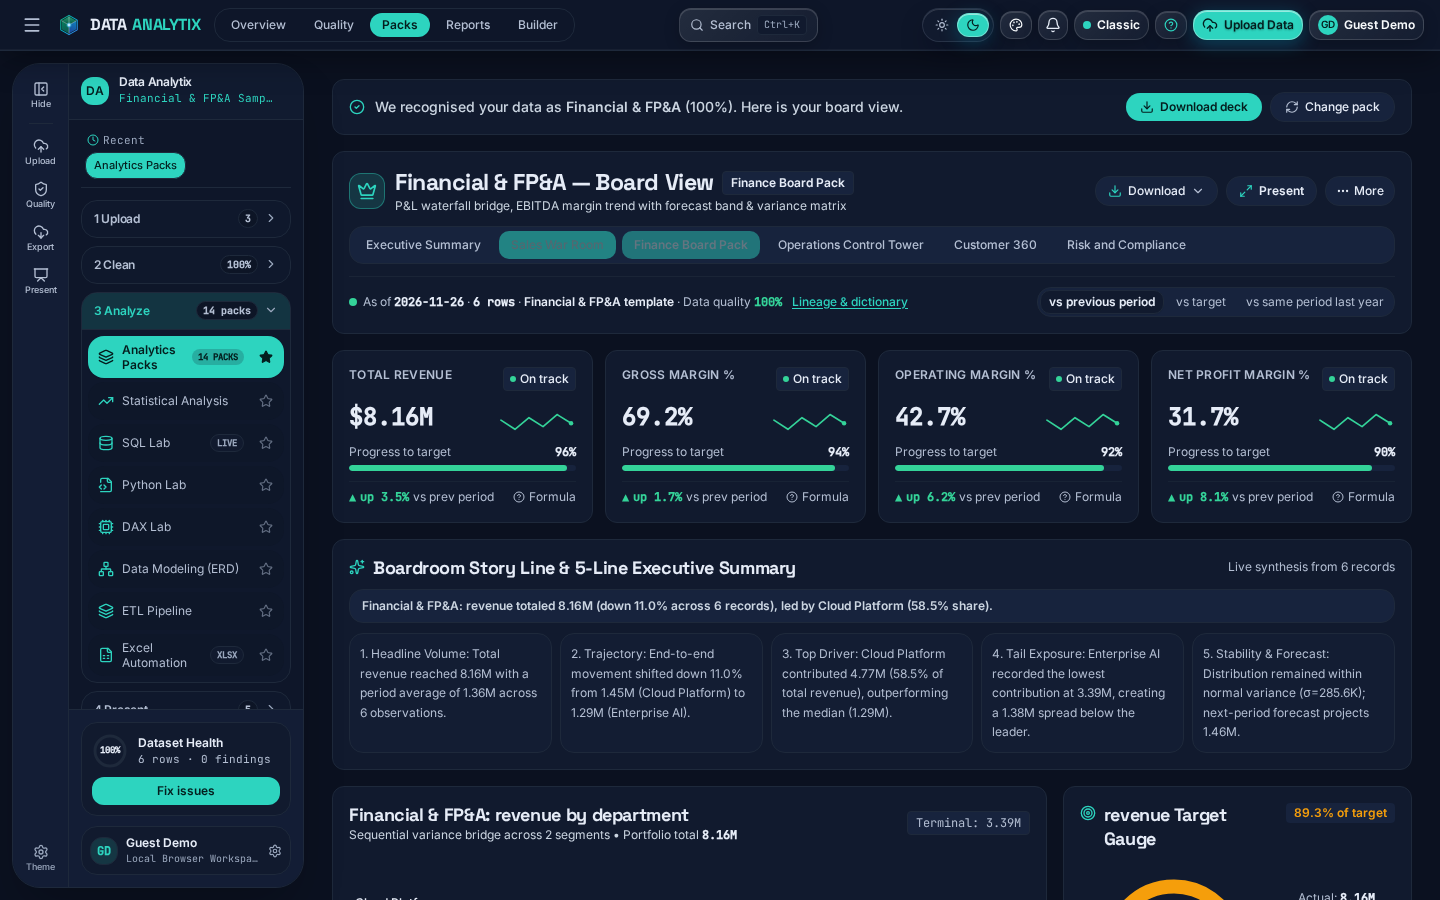 DATA ANALYTIX
Overview
Quality
Packs
Reports
Builder
Search
Ctrl+K
Classic
Upload Data
GD
Guest Demo
Hide
Upload
Quality
Export
Present
Theme
DA
Data Analytix
Financial & FP&A Samp…
Recent
Analytics Packs
1 Upload
3
2 Clean
100%
3 Analyze
14 packs
Analytics Packs
14 PACKS
Statistical Analysis
SQL Lab
LIVE
Python Lab
DAX Lab
Data Modeling (ERD)
ETL Pipeline
Excel Automation
XLSX
4 Present
5
100%
Dataset Health
6 rows · 0 findings
Fix issues
GD
Guest Demo
Local Browser Workspa…
We recognised your data as Financial & FP&A (100%). Here is your board view.
Download deck
Change pack
Financial & FP&A — Board View
Finance Board Pack
P&L waterfall bridge, EBITDA margin trend with forecast band & variance matrix
Download
Present
More
Executive Summary
Finance Board Pack
Operations Control Tower
Customer 360
Risk and Compliance
As of 2026-11-26 · 6 rows · Financial & FP&A template · Data quality 100% Lineage & dictionary
vs previous period
vs target
vs same period last year
TOTAL REVENUE
On track
$8.16M
Progress to target
96%
▲ up 3.5% vs prev period
Formula
GROSS MARGIN %
On track
69.2%
Progress to target
94%
▲ up 1.7% vs prev period
Formula
OPERATING MARGIN %
On track
42.7%
Progress to target
92%
▲ up 6.2% vs prev period
Formula
NET PROFIT MARGIN %
On track
31.7%
Progress to target
90%
▲ up 8.1% vs prev period
Formula
Boardroom Story Line & 5-Line Executive Summary
Live synthesis from 6 records
Financial & FP&A: revenue totaled 8.16M (down 11.0% across 6 records), led by Cloud Platform (58.5% share).
1. Headline Volume: Total
revenue reached 8.16M with a
period average of 1.36M across
6 observations.
2. Trajectory: End-to-end
movement shifted down 11.0%
from 1.45M (Cloud Platform) to
1.29M (Enterprise AI).
3. Top Driver: Cloud Platform
contributed 4.77M (58.5% of
total revenue), outperforming
the median (1.29M).
4. Tail Exposure: Enterprise AI
recorded the lowest
contribution at 3.39M, creating
a 1.38M spread below the
leader.
5. Stability & Forecast:
Distribution remained within
normal variance (σ=285.6K);
next-period forecast projects
1.46M.
Financial & FP&A: revenue by department
Sequential variance bridge across 2 segments • Portfolio total 8.16M
Terminal: 3.39M
revenue Target
Gauge
89.3% of target
Actual: 8.16M